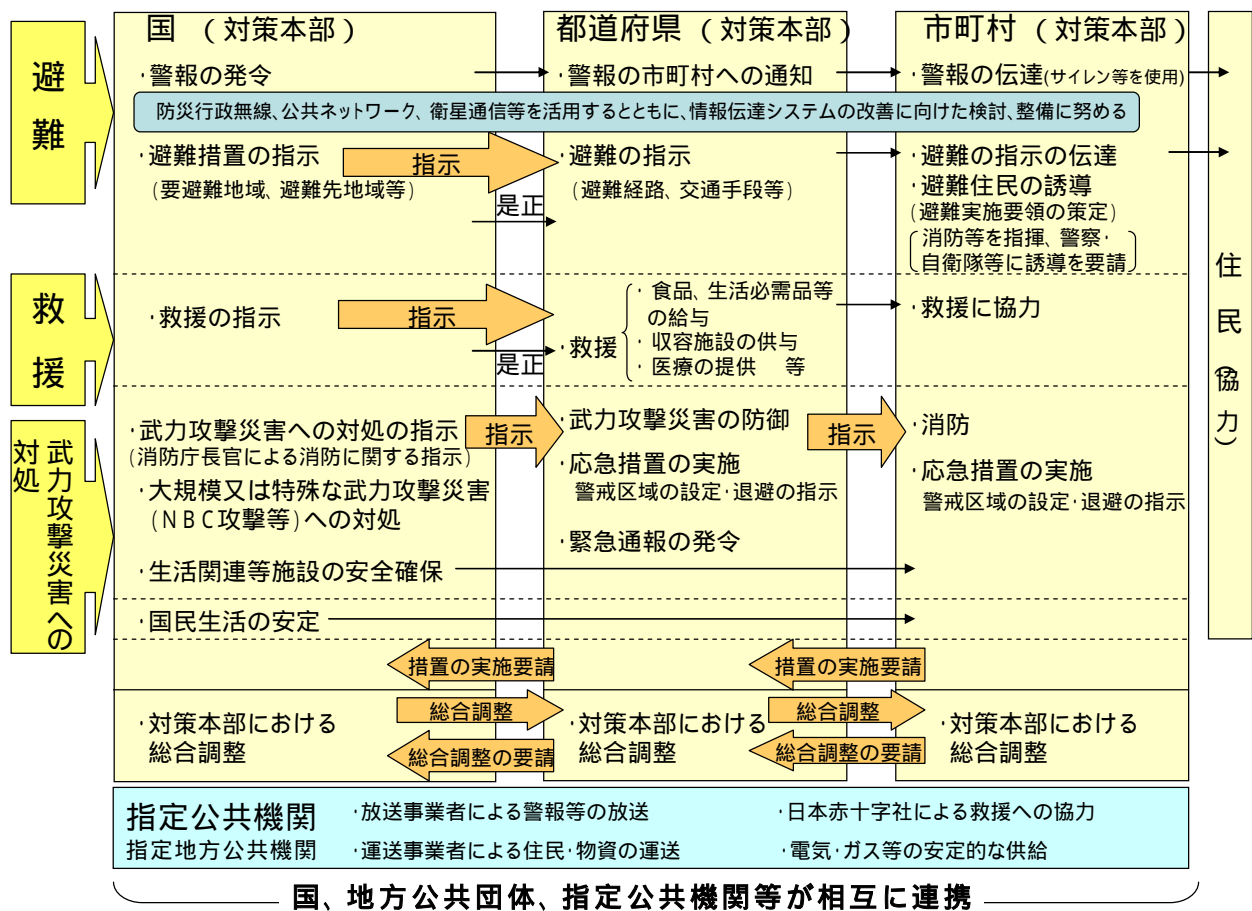 国 （対策本部）
都道府県（対策本部）
市町村（対策本部）
避難
・警報の発令
・警報の市町村への通知
・警報の伝達(サイレン等を使用)
防災行政無線、公共ネットワーク、衛星通信等を活用するとともに、情報伝達システムの改善に向けた検討、整備に努める
・避難措置の指示
(要避難地域、避難先地域等)
指示
是正
・避難の指示
(避難経路、交通手段等)
・避難の指示の伝達
・避難住民の誘導
(避難実施要領の策定)
消防等を指揮、警察・
自衛隊等に誘導を要請
救援
・救援の指示
指示
是正
・救援
・食品、生活必需品等
の給与
・収容施設の供与
・医療の提供 等
・救援に協力
武力攻撃災害への
対処
・武力攻撃災害への対処の指示
(消防庁長官による消防に関する指示)
・大規模又は特殊な武力攻撃災害
(NBC攻撃等)への対処
指示
・武力攻撃災害の防御
・応急措置の実施
警戒区域の設定・退避の指示
・緊急通報の発令
指示
・消防
・応急措置の実施
警戒区域の設定・退避の指示
・生活関連等施設の安全確保
・国民生活の安定
措置の実施要請
措置の実施要請
・対策本部における
総合調整
総合調整
総合調整の要請
・対策本部における
総合調整
総合調整
総合調整の要請
・対策本部における
総合調整
住民(協力)
指定公共機関
指定地方公共機関
・放送事業者による警報等の放送
・日本赤十字社による救援への協力
・運送事業者による住民・物資の運送
・電気・ガス等の安定的な供給
国、地方公共団体、指定公共機関等が相互に連携